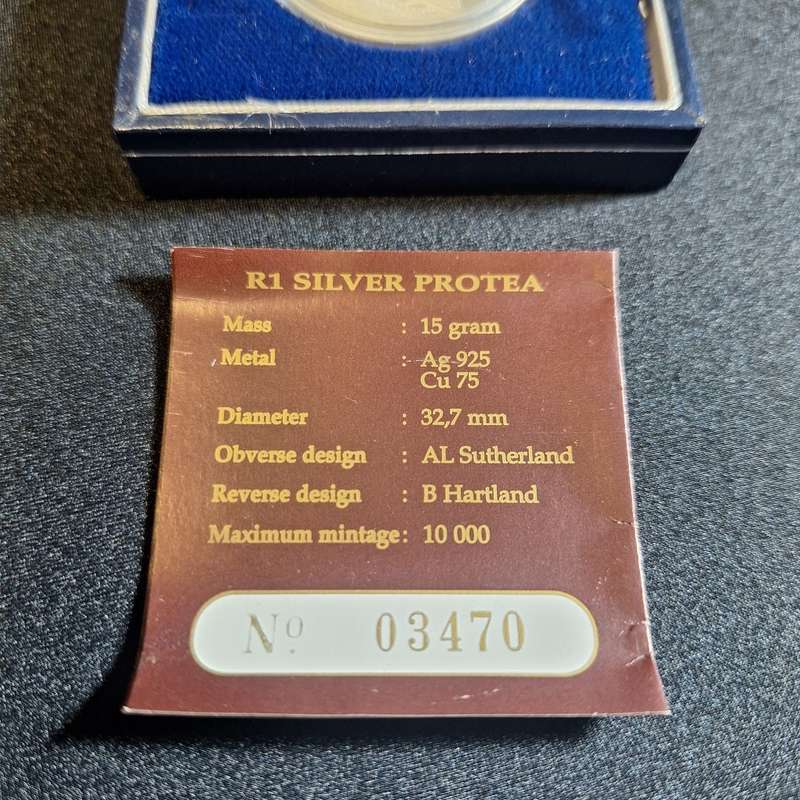 R1 SILVER PROTEA
Mass : 15 gram
Metal : Ag 925
Cu 75
Diameter : 32,7 mm
Obverse design : AL Sutherland
Reverse design : B Hartland
Maximum mintage : 10 000
Nº 03470